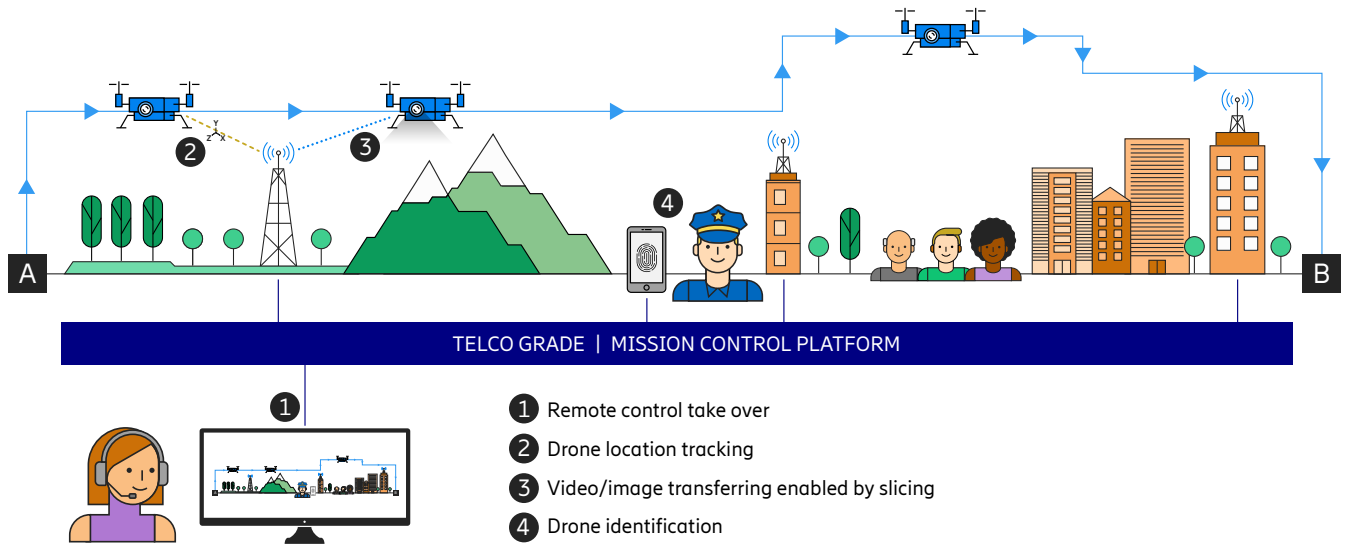 2
Y
Z X
3
4
A
B
TELCO GRADE | MISSION CONTROL PLATFORM
1
1 Remote control take over
2 Drone location tracking
3 Video/image transferring enabled by slicing
4 Drone identification